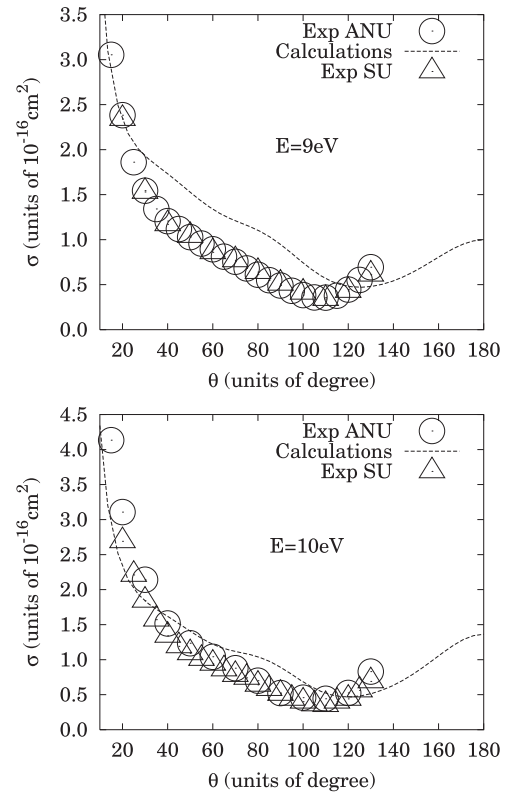 3.5
3.0
2.5
2.0
1.5
1.0
0.5
0.0
σ (units of 10⁻¹⁶cm²)
Exp ANU
Calculations
Exp SU
E=9eV
20 40 60 80 100 120 140 160 180
θ (units of degree)
4.5
4.0
3.5
3.0
2.5
2.0
1.5
1.0
0.5
0.0
σ (units of 10⁻¹⁶cm²)
Exp ANU
Calculations
Exp SU
E=10eV
20 40 60 80 100 120 140 160 180
θ (units of degree)